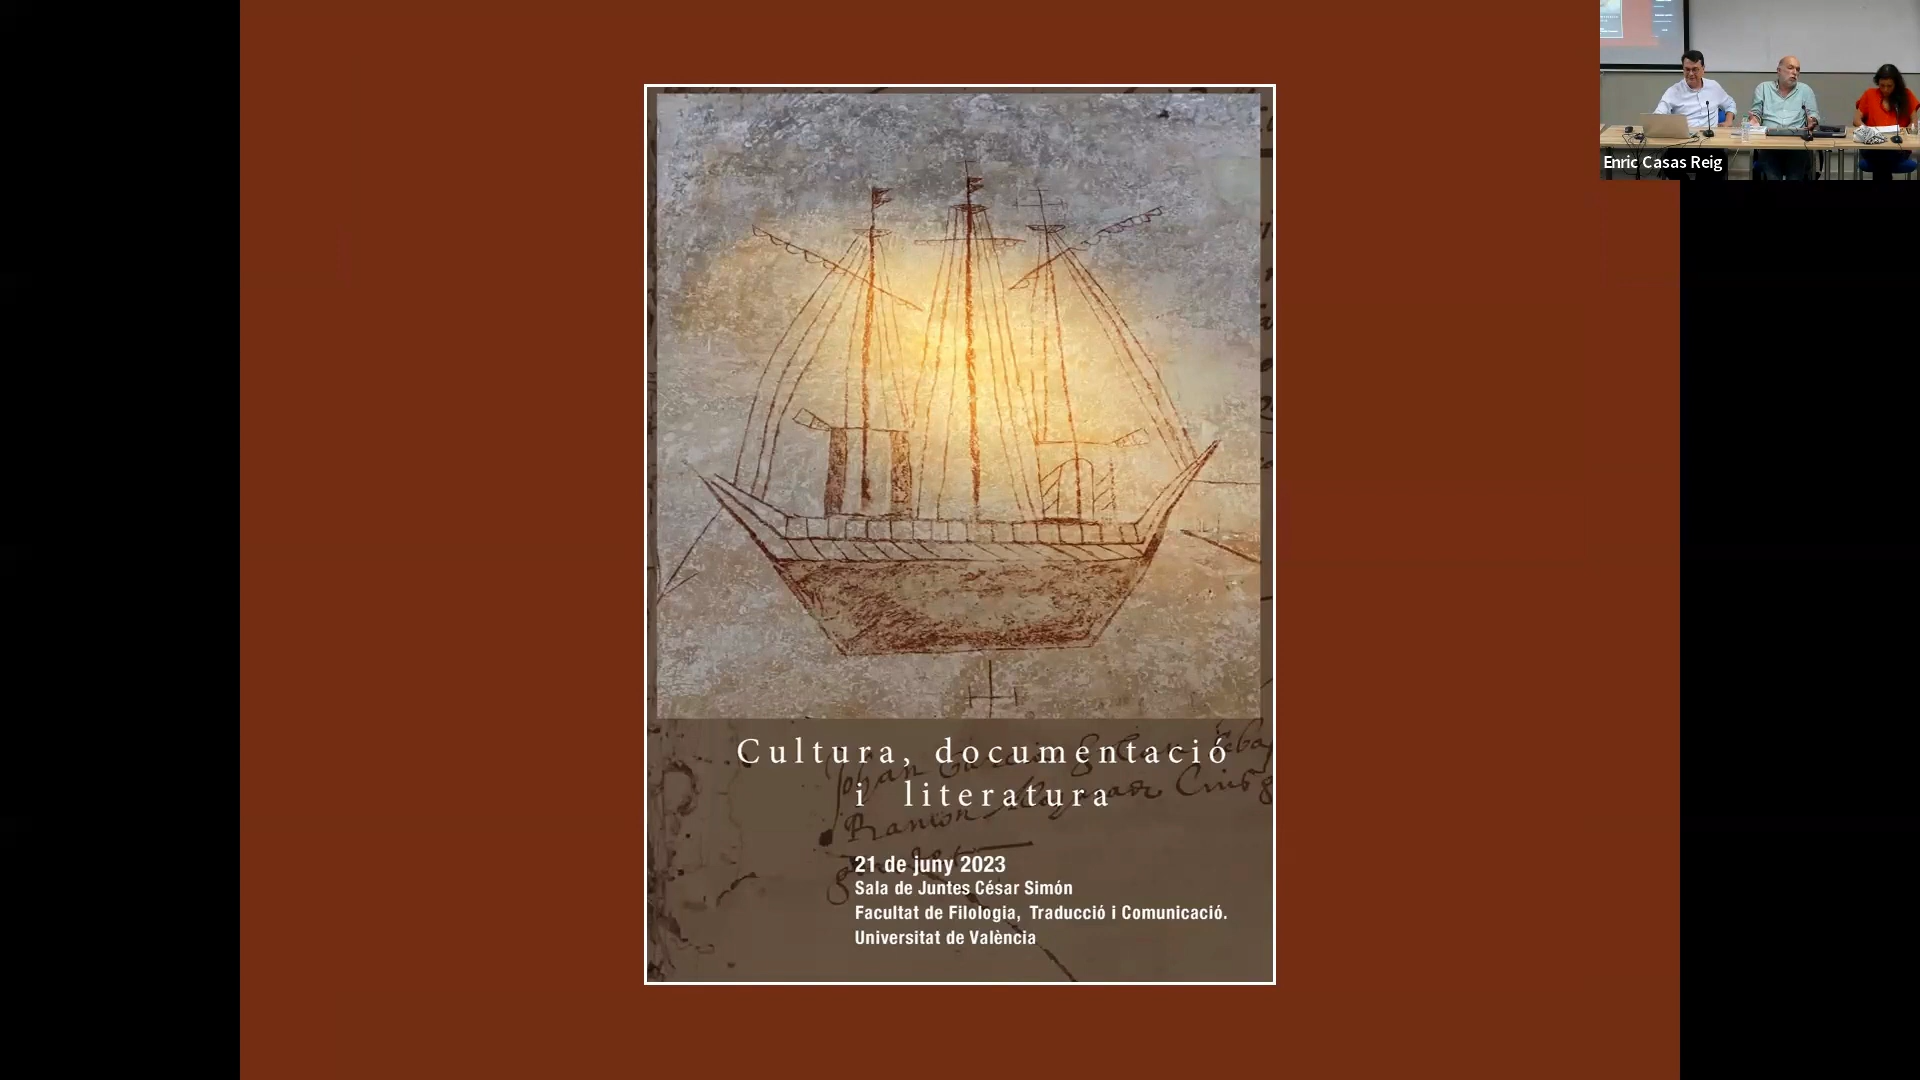 Cultura, documentació
i literatura
21 de juny 2023
Sala de Juntes César Simón
Facultat de Filologia, Traducció i Comunicació.
Universitat de València
Enric Casas Reig